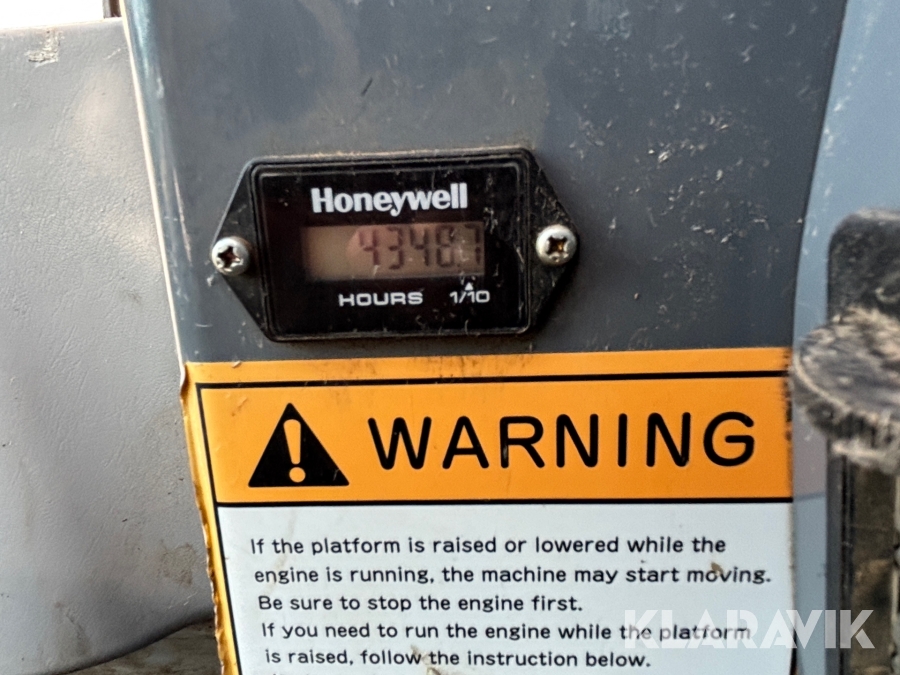 Honeywell
4348.7
HOURS 1/10
WARNING
If the platform is raised or lowered while the
engine is running, the machine may start moving.
Be sure to stop the engine first.
If you need to run the engine while the platform
is raised, follow the instruction below.
KLARAVIK